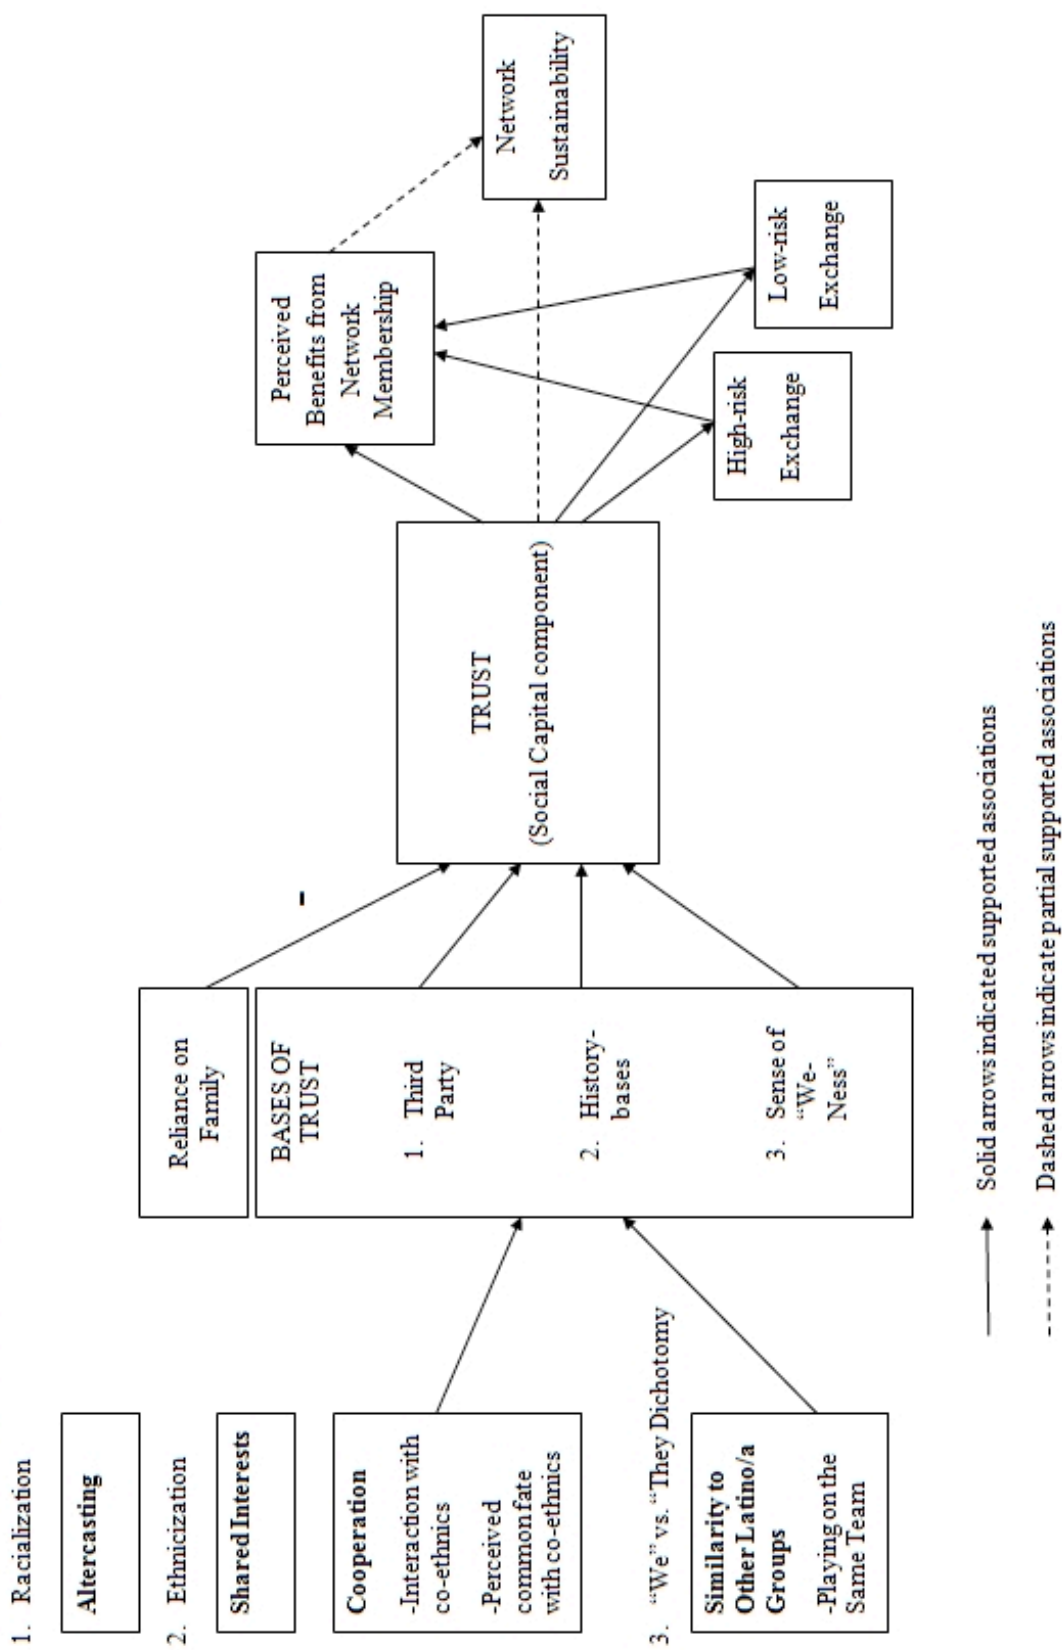 1. Racialization
Altercasting
2. Ethnicization
Shared Interests
Cooperation
-Interaction with
co-ethnics
-Perceived
common fate
with co-ethnics
3. “We” vs. “They Dichotomy
Similarity to
Other Latino/a
Groups
-Playing on the
Same Team
Reliance on
Family
BASES OF
TRUST
1. Third
Party
2. History-
bases
3. Sense of
“We-
Ness”
–
TRUST
(Social Capital component)
Perceived
Benefits from
Network
Membership
High-risk
Exchange
Low-risk
Exchange
Network
Sustainability
Solid arrows indicated supported associations
Dashed arrows indicate partial supported associations